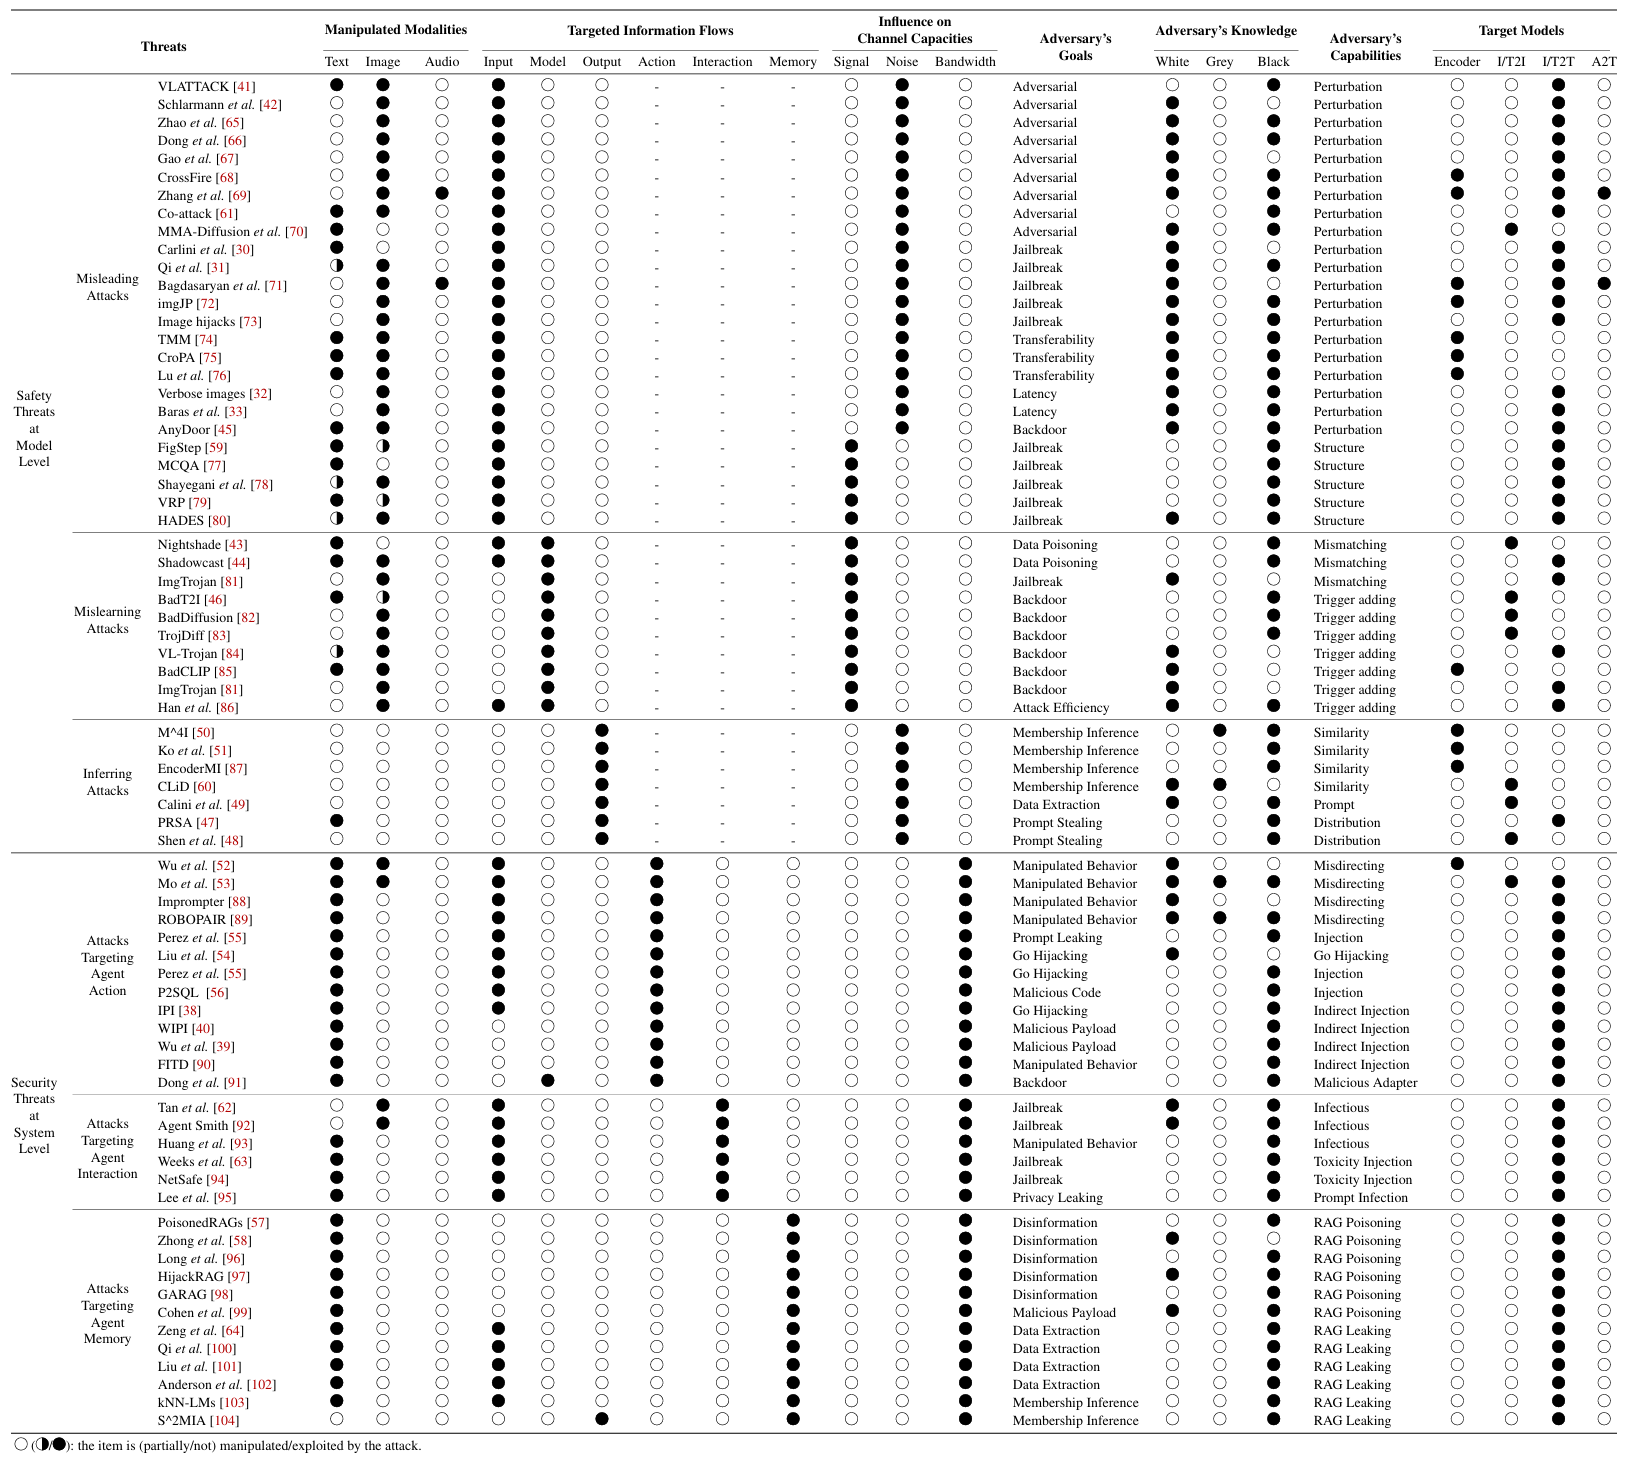 Threats Manipulated Modalities Targeted Information Flows Influence on Channel Capacities Adversary's Goals Adversary's Knowledge Adversary's Capabilities Target Models
Text Image Audio Input Model Output Action Interaction Memory Signal Noise Bandwidth White Grey Black Encoder I/T2I I/T2T A2T
Safety
Threats
at
Model
Level
Misleading
Attacks
VLATTACK [41] - - - Adversarial Perturbation
Schlarmann et al. [42] - - - Adversarial Perturbation
Zhao et al. [65] - - - Adversarial Perturbation
Dong et al. [66] - - - Adversarial Perturbation
Gao et al. [67] - - - Adversarial Perturbation
CrossFire [68] - - - Adversarial Perturbation
Zhang et al. [69] - - - Adversarial Perturbation
Co-attack [61] - - - Adversarial Perturbation
MMA-Diffusion et al. [70] - - - Adversarial Perturbation
Carlini et al. [30] - - - Jailbreak Perturbation
Qi et al. [31] - - - Jailbreak Perturbation
Bagdasaryan et al. [71] - - - Jailbreak Perturbation
imgJP [72] - - - Jailbreak Perturbation
Image hijacks [73] - - - Jailbreak Perturbation
TMM [74] - - - Transferability Perturbation
CroPA [75] - - - Transferability Perturbation
Lu et al. [76] - - - Transferability Perturbation
Verbose images [32] - - - Latency Perturbation
Baras et al. [33] - - - Latency Perturbation
AnyDoor [45] - - - Backdoor Perturbation
FigStep [59] - - - Jailbreak Structure
MCQA [77] - - - Jailbreak Structure
Shayegani et al. [78] - - - Jailbreak Structure
VRP [79] - - - Jailbreak Structure
HADES [80] - - - Jailbreak Structure
Mislearning
Attacks
Nightshade [43] - - - Data Poisoning Mismatching
Shadowcast [44] - - - Data Poisoning Mismatching
ImgTrojan [81] - - - Jailbreak Mismatching
BadT2I [46] - - - Backdoor Trigger adding
BadDiffusion [82] - - - Backdoor Trigger adding
TrojDiff [83] - - - Backdoor Trigger adding
VL-Trojan [84] - - - Backdoor Trigger adding
BadCLIP [85] - - - Backdoor Trigger adding
ImgTrojan [81] - - - Backdoor Trigger adding
Han et al. [86] - - - Attack Efficiency Trigger adding
Inferring
Attacks
M^4I [50] - - - Membership Inference Similarity
Ko et al. [51] - - - Membership Inference Similarity
EncoderMI [87] - - - Membership Inference Similarity
CLiD [60] - - - Membership Inference Similarity
Calini et al. [49] - - - Data Extraction Prompt
PRSA [47] - - - Prompt Stealing Distribution
Shen et al. [48] - - - Prompt Stealing Distribution
Security
Threats
at
System
Level
Attacks
Targeting
Agent
Action
Wu et al. [52] Manipulated Behavior Misdirecting
Mo et al. [53] Manipulated Behavior Misdirecting
Imprompter [88] Manipulated Behavior Misdirecting
ROBOPAIR [89] Manipulated Behavior Misdirecting
Perez et al. [55] Prompt Leaking Injection
Liu et al. [54] Go Hijacking Go Hijacking
Perez et al. [55] Go Hijacking Injection
P2SQL [56] Malicious Code Injection
IPI [38] Go Hijacking Indirect Injection
WIPI [40] Malicious Payload Indirect Injection
Wu et al. [39] Malicious Payload Indirect Injection
FITD [90] Manipulated Behavior Indirect Injection
Dong et al. [91] Backdoor Malicious Adapter
Attacks
Targeting
Agent
Interaction
Tan et al. [62] Jailbreak Infectious
Agent Smith [92] Jailbreak Infectious
Huang et al. [93] Manipulated Behavior Infectious
Weeks et al. [63] Jailbreak Toxicity Injection
NetSafe [94] Jailbreak Toxicity Injection
Lee et al. [95] Privacy Leaking Prompt Infection
Attacks
Targeting
Agent
Memory
PoisonedRAGs [57] Disinformation RAG Poisoning
Zhong et al. [58] Disinformation RAG Poisoning
Long et al. [96] Disinformation RAG Poisoning
HijackRAG [97] Disinformation RAG Poisoning
GARAG [98] Disinformation RAG Poisoning
Cohen et al. [99] Malicious Payload RAG Poisoning
Zeng et al. [64] Data Extraction RAG Leaking
Qi et al. [100] Data Extraction RAG Leaking
Liu et al. [101] Data Extraction RAG Leaking
Anderson et al. [102] Data Extraction RAG Leaking
kNN-LMs [103] Membership Inference RAG Leaking
S^2MIA [104] Membership Inference RAG Leaking
○ (◑/●): the item is (partially/not) manipulated/exploited by the attack.